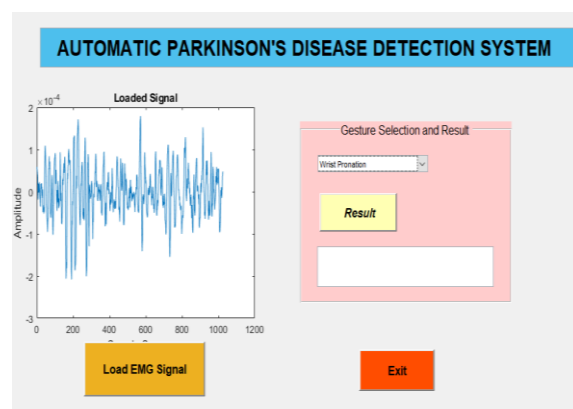 AUTOMATIC PARKINSON'S DISEASE DETECTION SYSTEM
Loaded Signal
×10⁻⁴
2
1
0
-1
-2
-3
Amplitude
0 200 400 600 800 1000 1200
Load EMG Signal
Gesture Selection and Result
Wrist Pronation
Result
Exit